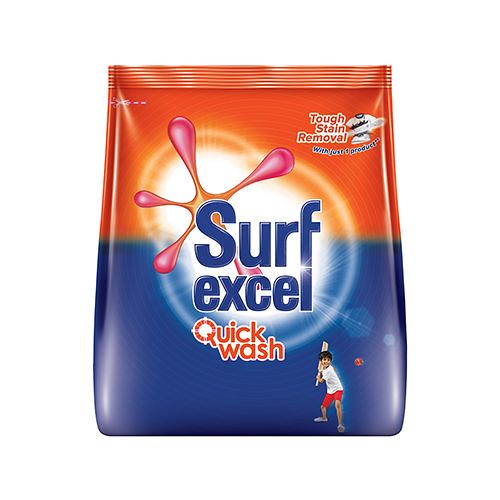 Tough
Stain
Removal
With just 1 product**
Surf
excel
Quick
wash